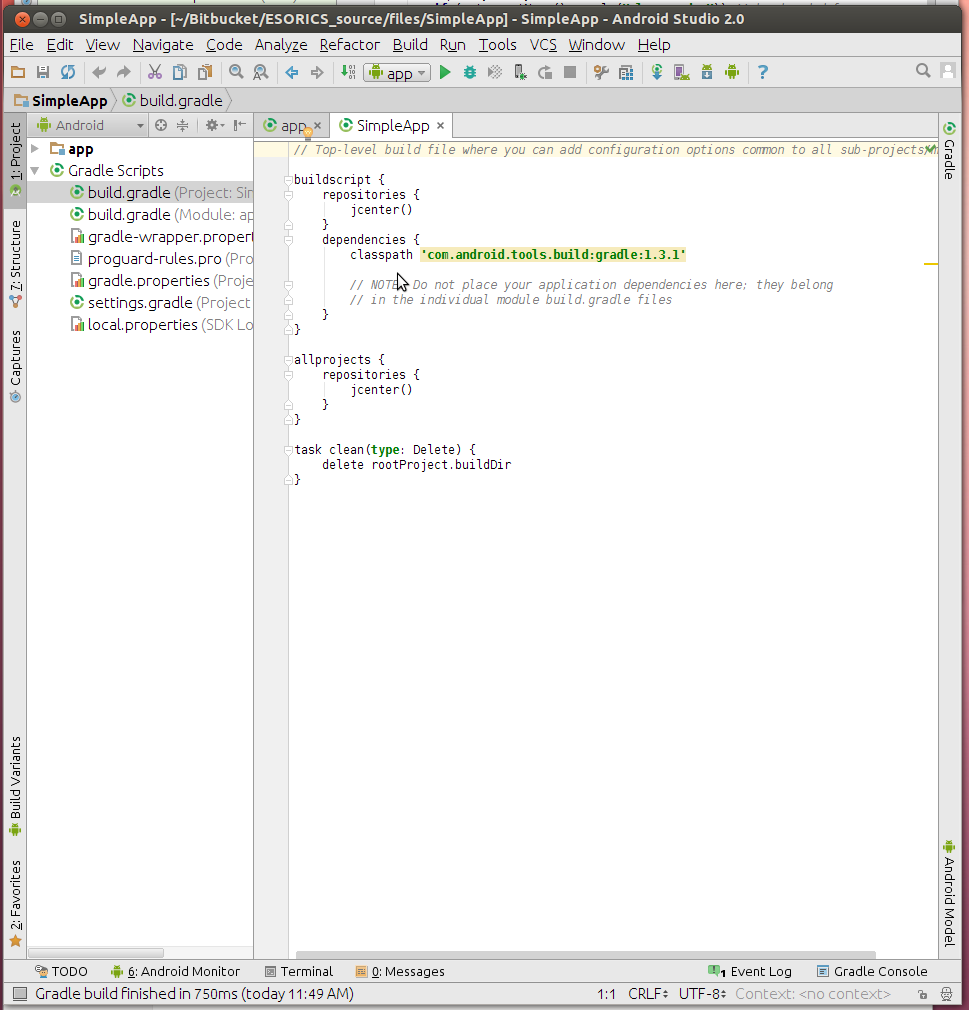 SimpleApp - [~/Bitbucket/ESORICS_source/files/SimpleApp] - SimpleApp - Android Studio 2.0
File Edit View Navigate Code Analyze Refactor Build Run Tools VCS Window Help
app
SimpleApp build.gradle
Android
app SimpleApp
1: Project
7: Structure
Captures
Build Variants
2: Favorites
app
Gradle Scripts
build.gradle (Project: Sim
build.gradle (Module: ap
gradle-wrapper.propert
proguard-rules.pro (Pro
gradle.properties (Proje
settings.gradle (Project
local.properties (SDK Lo
// Top-level build file where you can add configuration options common to all sub-projects/m
buildscript {
repositories {
jcenter()
}
dependencies {
classpath 'com.android.tools.build:gradle:1.3.1'
// NOTE Do not place your application dependencies here; they belong
// in the individual module build.gradle files
}
}
allprojects {
repositories {
jcenter()
}
}
task clean(type: Delete) {
delete rootProject.buildDir
}
Gradle
Android Model
TODO 6: Android Monitor Terminal 0: Messages 1 Event Log Gradle Console
Gradle build finished in 750ms (today 11:49 AM) 1:1 CRLF UTF-8 Context: <no context>